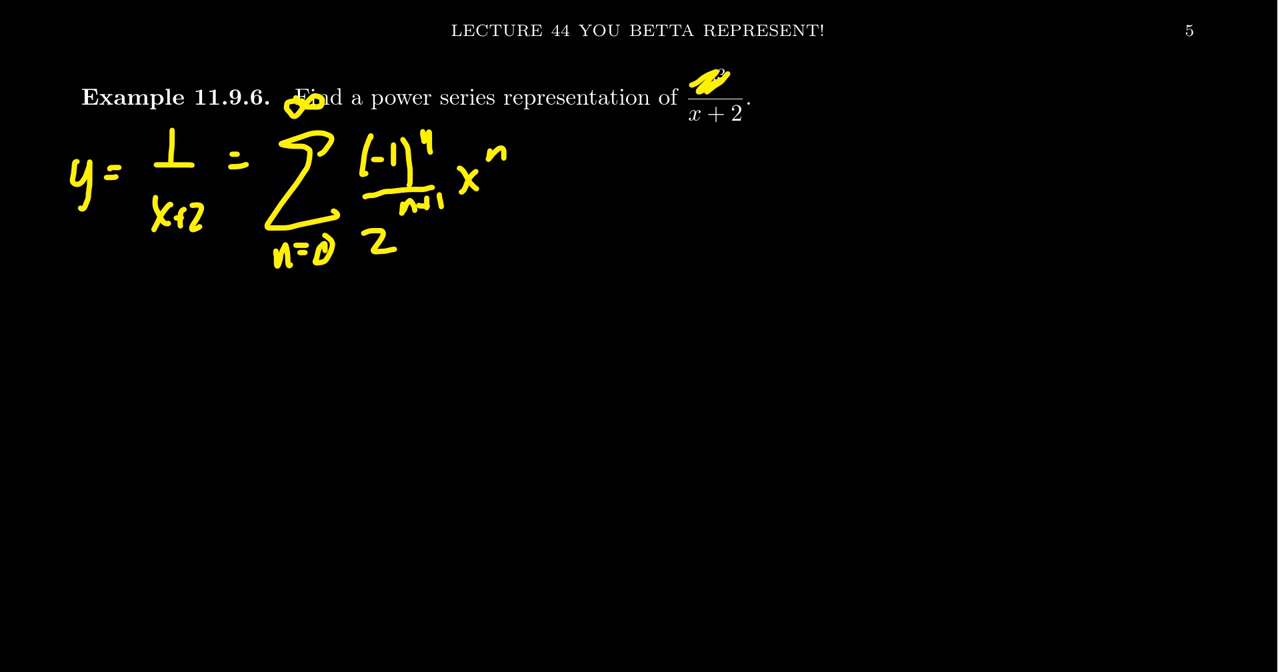 LECTURE 44 YOU BETTA REPRESENT! 5
Example 11.9.6. Find a power series representation of /(x + 2).
y = 1/(x+2) = ∑_{n=0}^{∞} (-1)^n/2^{n+1} x^n